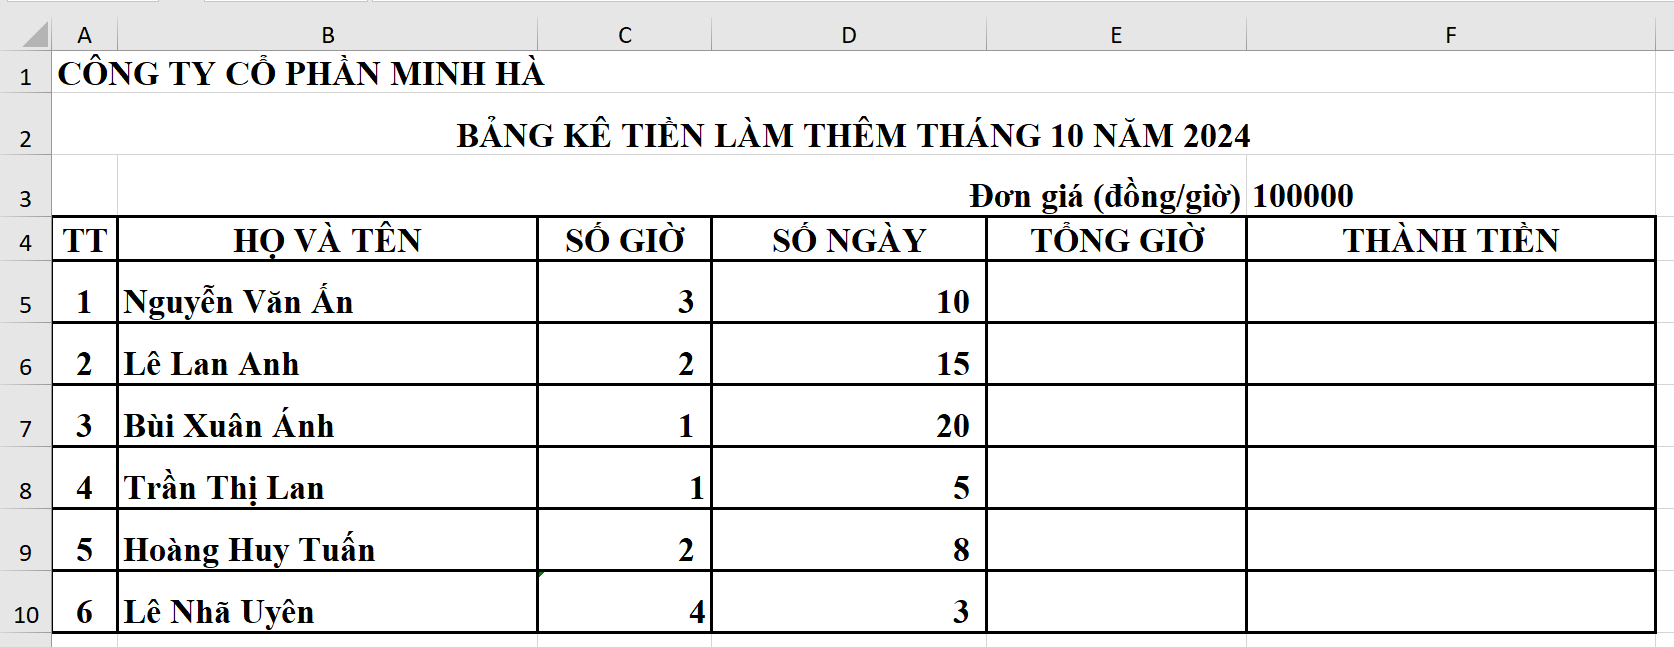 A B C D E F
1 CÔNG TY CỔ PHẦN MINH HÀ
2 BẢNG KÊ TIỀN LÀM THÊM THÁNG 10 NĂM 2024
3 Đơn giá (đồng/giờ) 100000
4 TT HỌ VÀ TÊN SỐ GIỜ SỐ NGÀY TỔNG GIỜ THÀNH TIỀN
5 1 Nguyễn Văn Ấn 3 10
6 2 Lê Lan Anh 2 15
7 3 Bùi Xuân Ánh 1 20
8 4 Trần Thị Lan 1 5
9 5 Hoàng Huy Tuấn 2 8
10 6 Lê Nhã Uyên 4 3